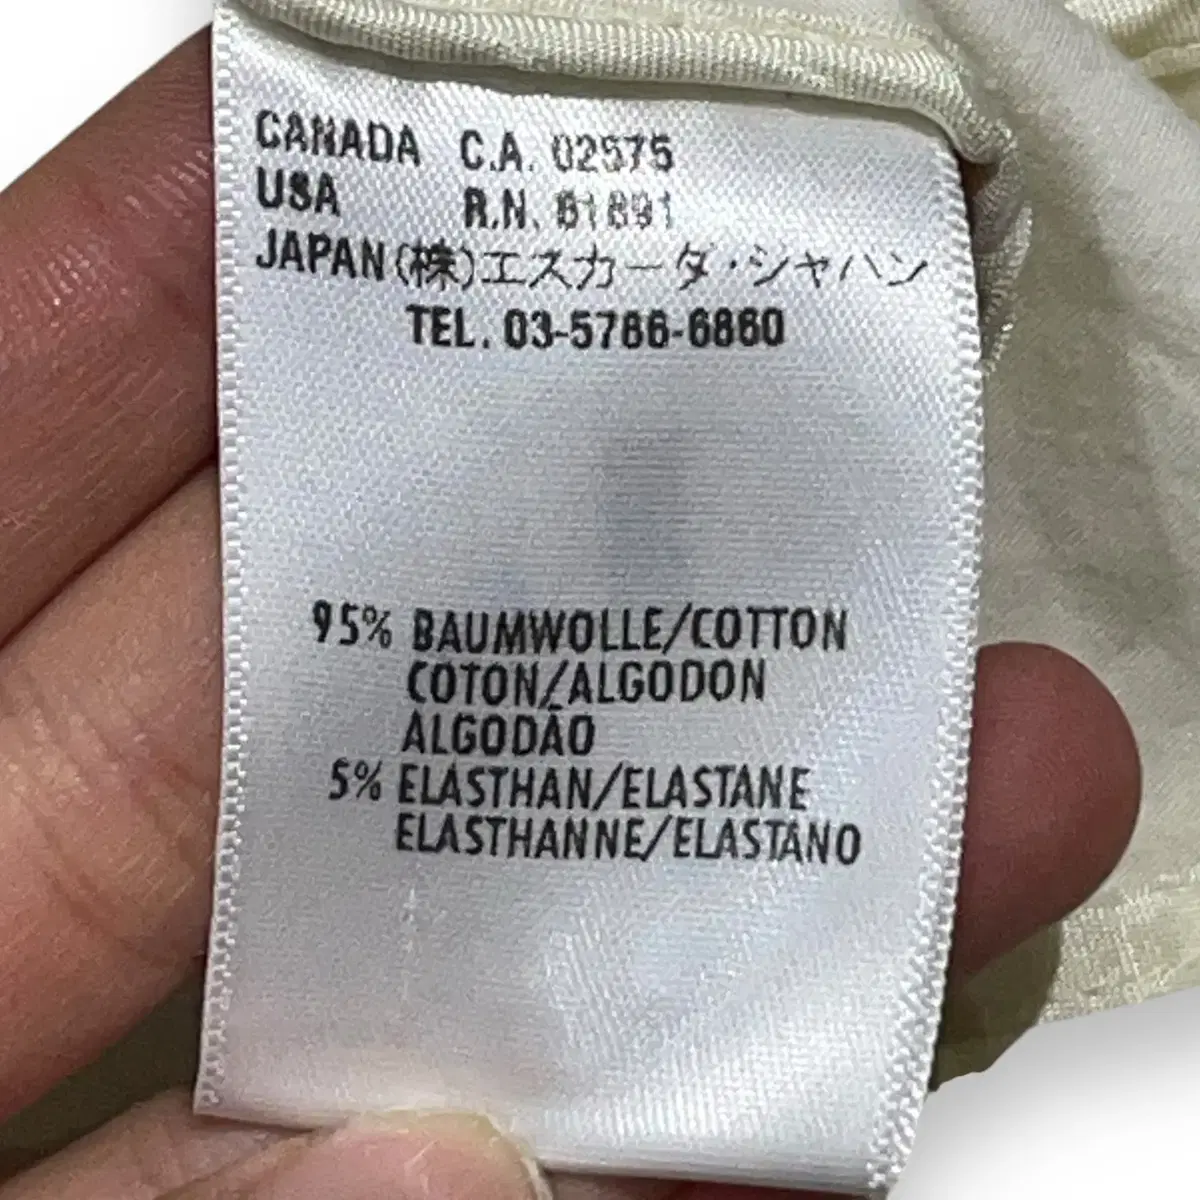 CANADA C.A. 02575
USA R.N. 61891
JAPAN (株)エスカーダ・ジャパン
TEL. 03-5786-6860
95% BAUMWOLLE/COTTON
COTON/ALGODON
ALGODÃO
5% ELASTHAN/ELASTANE
ELASTHANNE/ELASTANO